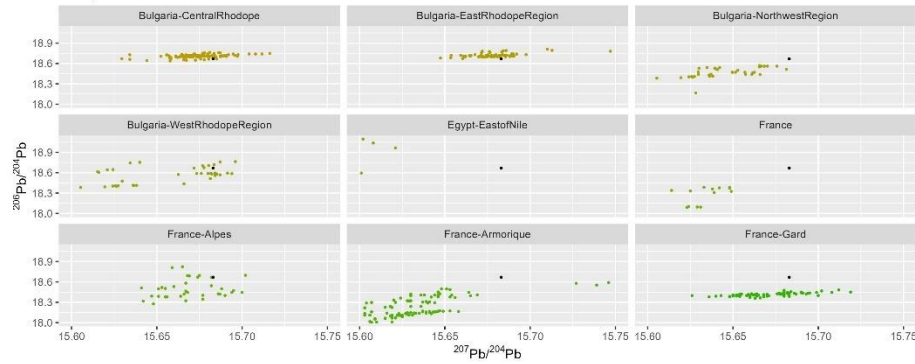 Bulgaria-CentralRhodope Bulgaria-EastRhodopeRegion Bulgaria-NorthwestRegion
18.9
18.6
18.3
18.0
Bulgaria-WestRhodopeRegion Egypt-EastofNile France
18.9
18.6
18.3
18.0
206Pb/204Pb
France-Alpes France-Armorique France-Gard
18.9
18.6
18.3
18.0
15.60 15.65 15.70 15.75 15.60 15.65 15.70 15.75 15.60 15.65 15.70 15.75
207Pb/204Pb